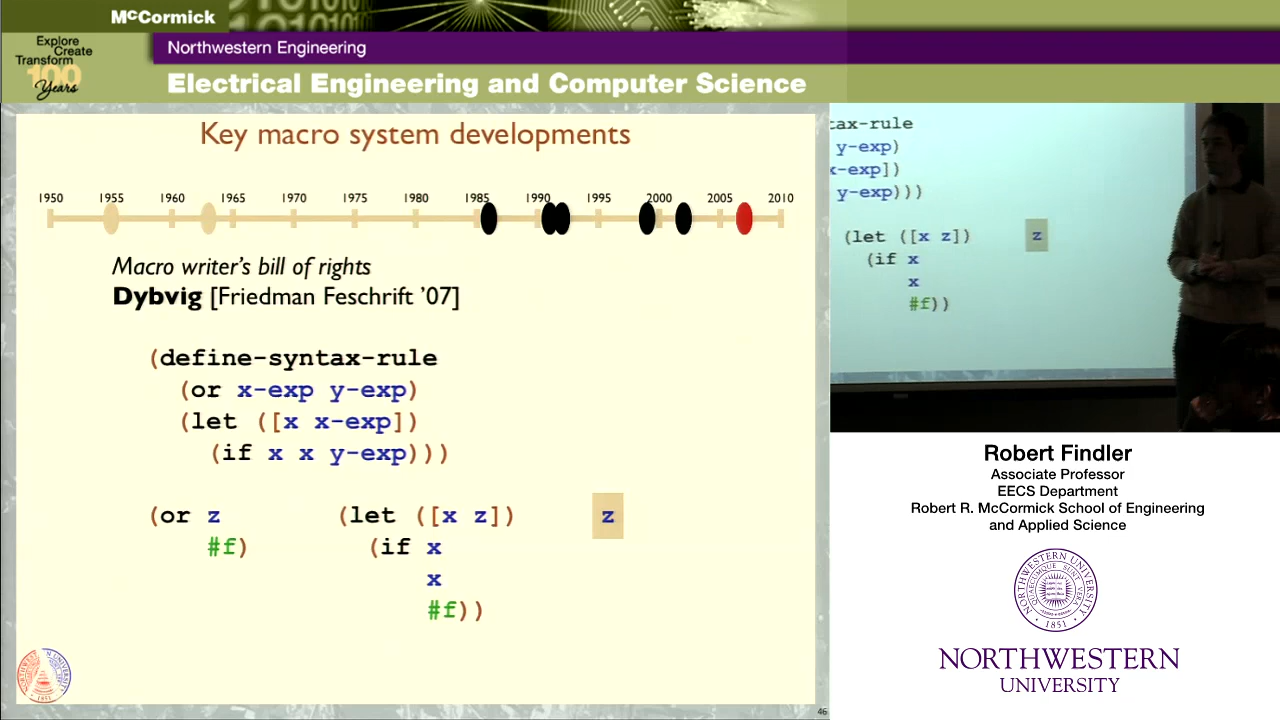 McCormick
Explore
Create
Transform
100
Years
Northwestern Engineering
Electrical Engineering and Computer Science
Key macro system developments
1950 1955 1960 1965 1970 1975 1980 1985 1990 1995 2000 2005 2010
Macro writer's bill of rights
Dybvig [Friedman Feschrift '07]
(define-syntax-rule
(or x-exp y-exp)
(let ([x x-exp])
(if x x y-exp)))
(or z
#f)
(let ([x z])
(if x
x
#f))
z
46
tax-rule
y-exp)
x-exp])
y-exp)))
(let ([x z])
(if x
x
#f))
z
Robert Findler
Associate Professor
EECS Department
Robert R. McCormick School of Engineering
and Applied Science
NORTHWESTERN
UNIVERSITY
1851
NORTHWESTERN
UNIVERSITY